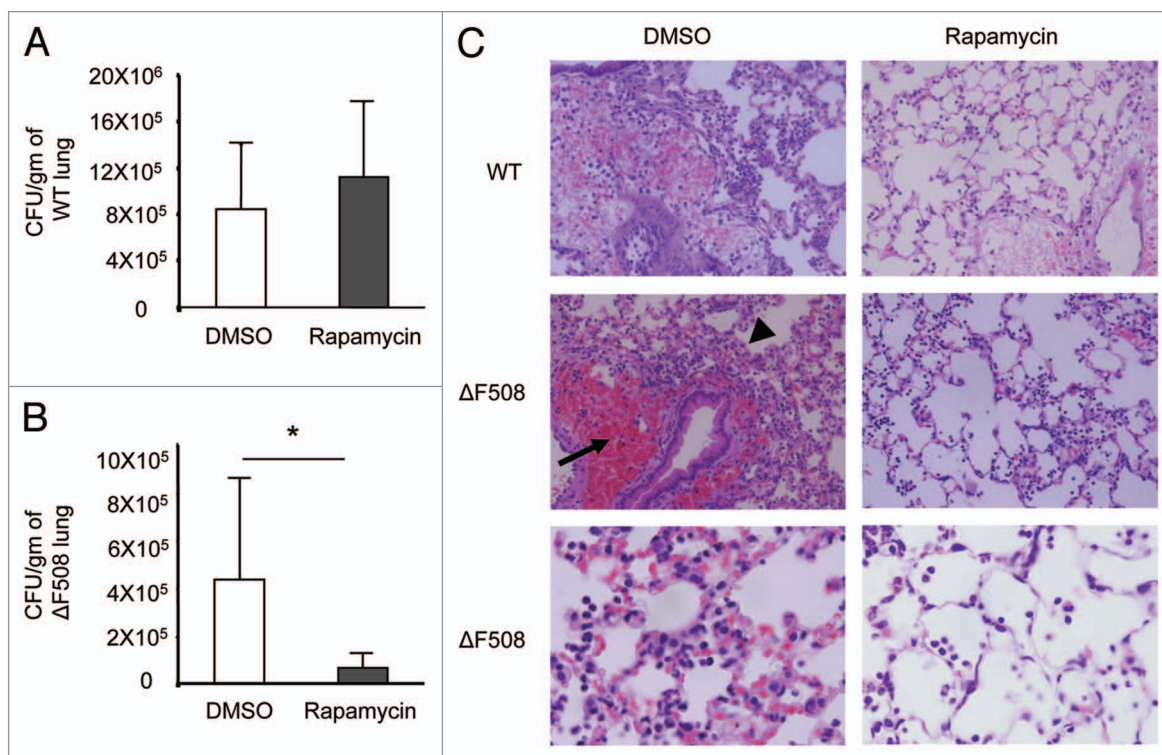 A
CFU/gm of
WT lung
20X10⁶
16X10⁵
12X10⁵
8X10⁵
4X10⁵
0
DMSO
Rapamycin
B
*
CFU/gm of
ΔF508 lung
10X10⁵
8X10⁵
6X10⁵
4X10⁵
2X10⁵
0
DMSO
Rapamycin
C
DMSO
Rapamycin
WT
ΔF508
ΔF508